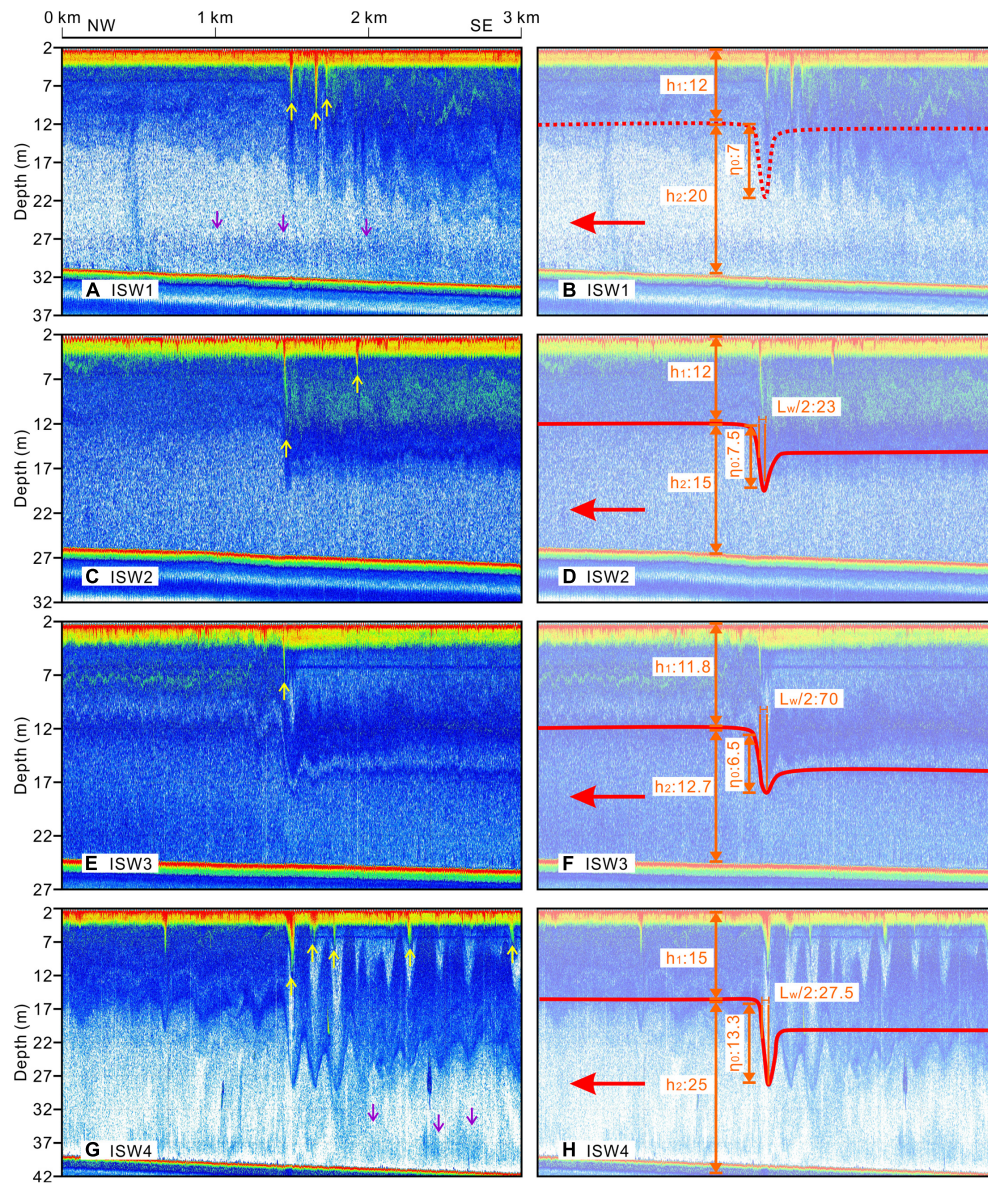 0 km 1 km 2 km 3 km
NW SE
Depth (m)
2
7
12
17
22
27
32
37
A ISW1
h₁:12
η₀:7
h₂:20
B ISW1
Depth (m)
2
7
12
17
22
27
32
C ISW2
h₁:12
Lw/2:23
η₀:7.5
h₂:15
D ISW2
Depth (m)
2
7
12
17
22
27
E ISW3
h₁:11.8
Lw/2:70
η₀:6.5
h₂:12.7
F ISW3
Depth (m)
2
7
12
17
22
27
32
37
42
G ISW4
h₁:15
Lw/2:27.5
η₀:13.3
h₂:25
H ISW4